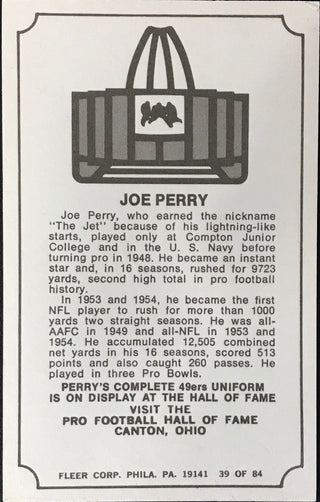 JOE PERRY
Joe Perry, who earned the nickname
"The Jet" because of his lightning-like
starts, played only at Compton Junior
College and in the U. S. Navy before
turning pro in 1948. He became an instant
star and, in 16 seasons, rushed for 9723
yards, second high total in pro football
history.
In 1953 and 1954, he became the first
NFL player to rush for more than 1000
yards two straight seasons. He was all-
AAFC in 1949 and all-NFL in 1953 and
1954. He accumulated 12,505 combined
net yards in his 16 seasons, scored 513
points and also caught 260 passes. He
played in three Pro Bowls.
PERRY'S COMPLETE 49ers UNIFORM
IS ON DISPLAY AT THE HALL OF FAME
VISIT THE
PRO FOOTBALL HALL OF FAME
CANTON, OHIO
FLEER CORP. PHILA. PA. 19141 39 OF 84